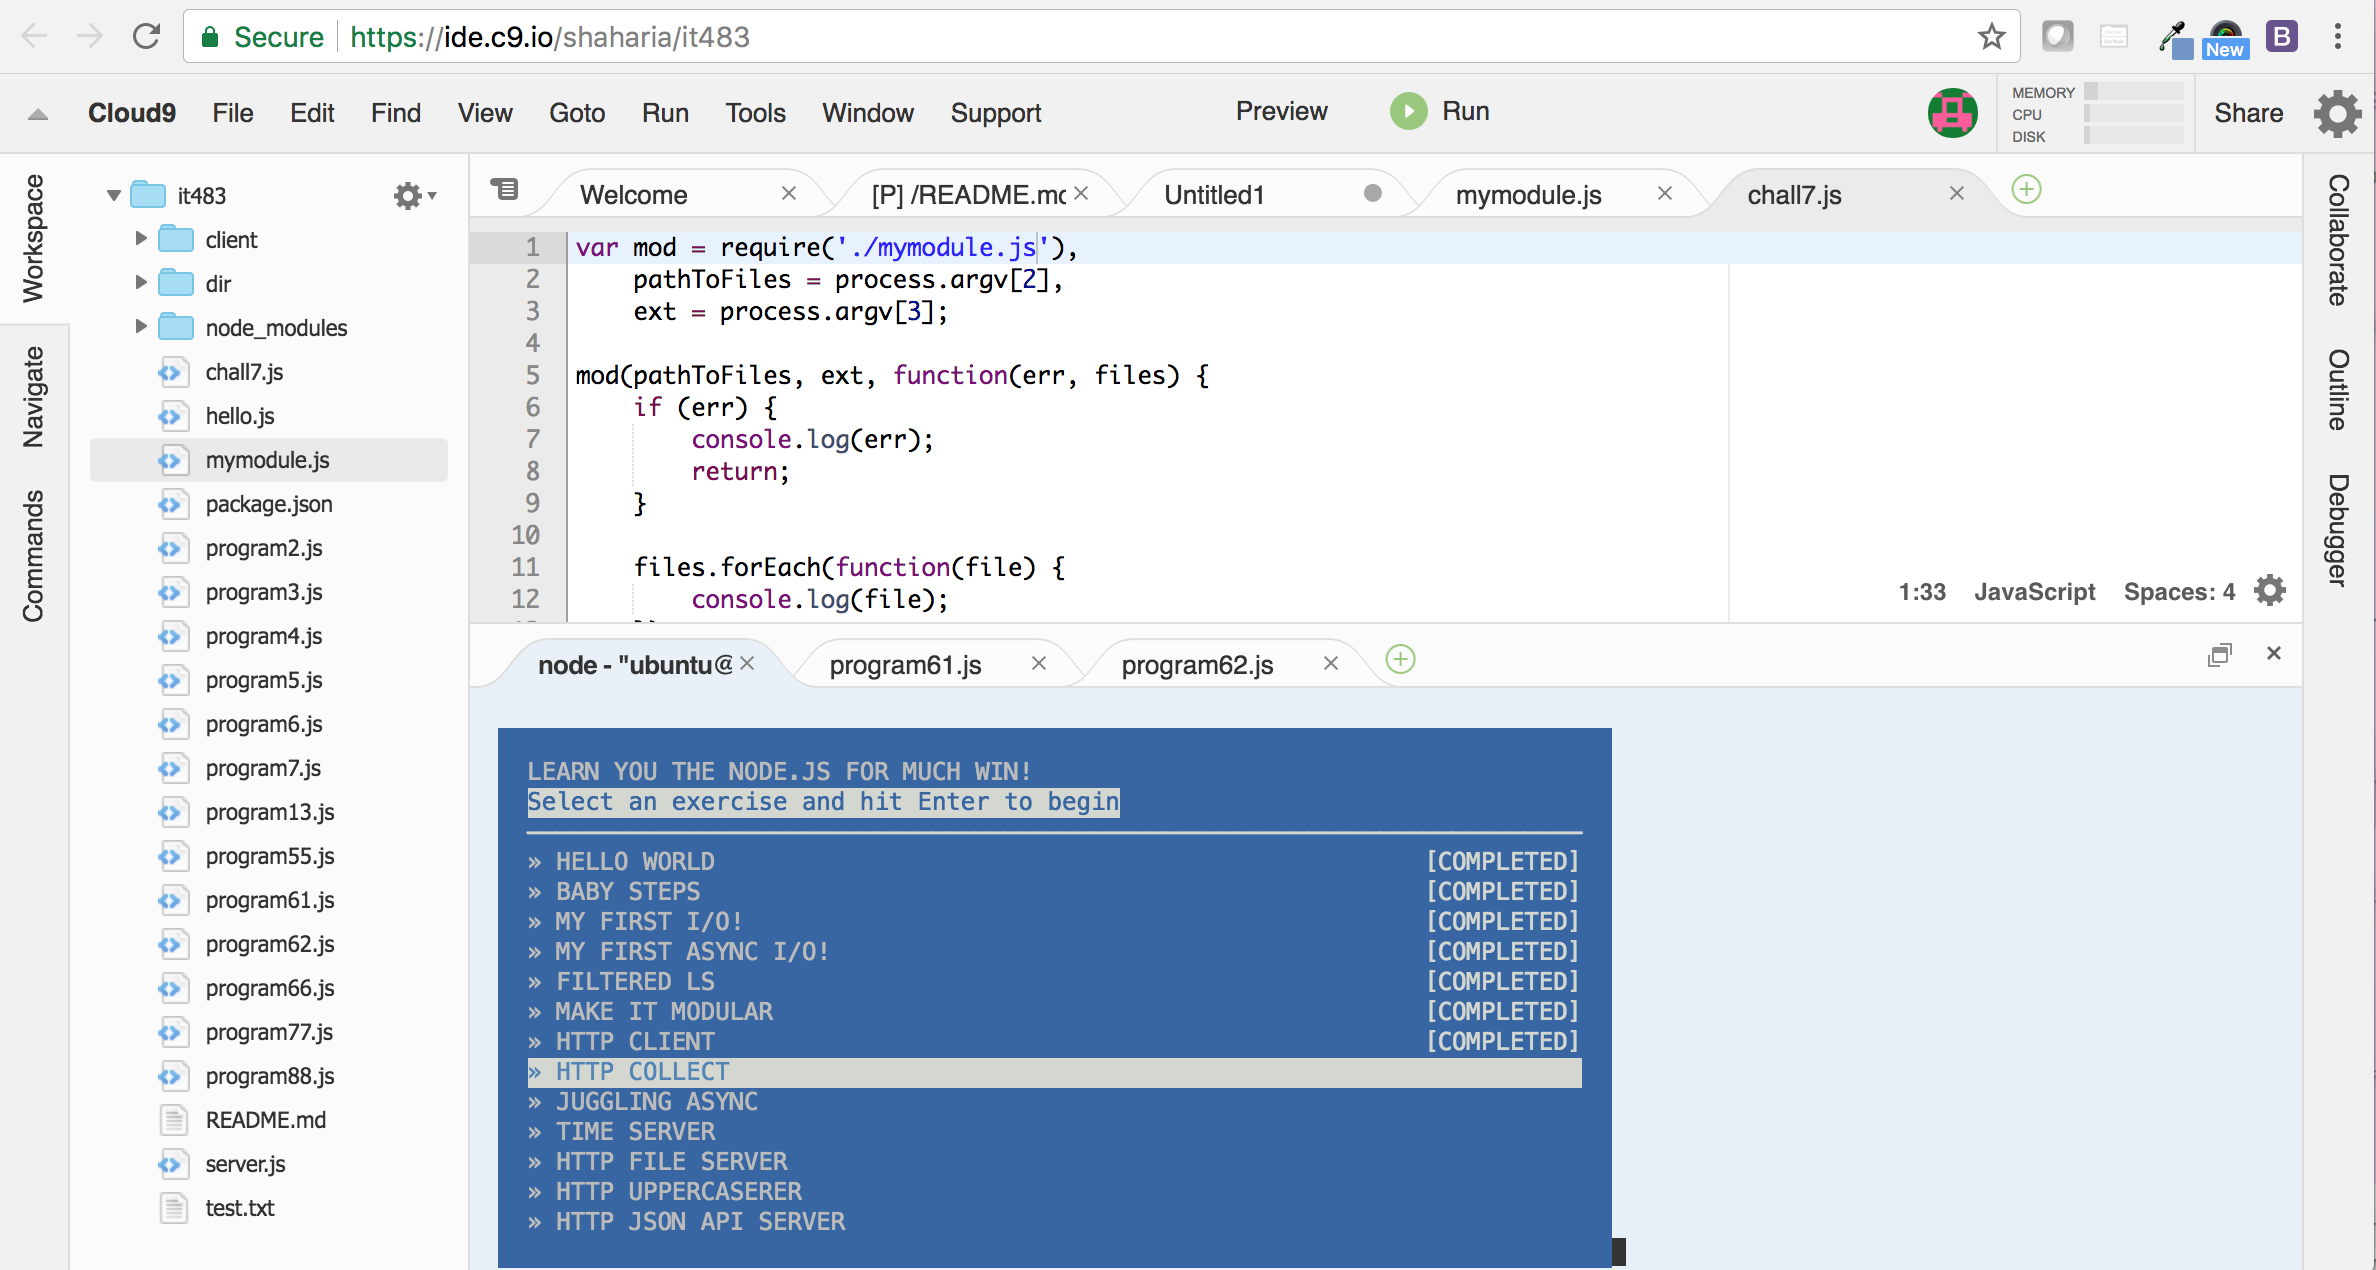 Secure https://ide.c9.io/shaharia/it483
New
B
Cloud9 File Edit Find View Goto Run Tools Window Support Preview Run
MEMORY
CPU
DISK
Share
Workspace
Navigate
Commands
it483
client
dir
node_modules
chall7.js
hello.js
mymodule.js
package.json
program2.js
program3.js
program4.js
program5.js
program6.js
program7.js
program13.js
program55.js
program61.js
program62.js
program66.js
program77.js
program88.js
README.md
server.js
test.txt
Welcome [P] /README.mc Untitled1 mymodule.js chall7.js
1 var mod = require('./mymodule.js'),
2 pathToFiles = process.argv[2],
3 ext = process.argv[3];
4
5 mod(pathToFiles, ext, function(err, files) {
6 if (err) {
7 console.log(err);
8 return;
9 }
10
11 files.forEach(function(file) {
12 console.log(file);
1:33 JavaScript Spaces: 4
node - "ubuntu@ program61.js program62.js
LEARN YOU THE NODE.JS FOR MUCH WIN!
Select an exercise and hit Enter to begin
» HELLO WORLD [COMPLETED]
» BABY STEPS [COMPLETED]
» MY FIRST I/O! [COMPLETED]
» MY FIRST ASYNC I/O! [COMPLETED]
» FILTERED LS [COMPLETED]
» MAKE IT MODULAR [COMPLETED]
» HTTP CLIENT [COMPLETED]
» HTTP COLLECT
» JUGGLING ASYNC
» TIME SERVER
» HTTP FILE SERVER
» HTTP UPPERCASERER
» HTTP JSON API SERVER
Collaborate
Outline
Debugger